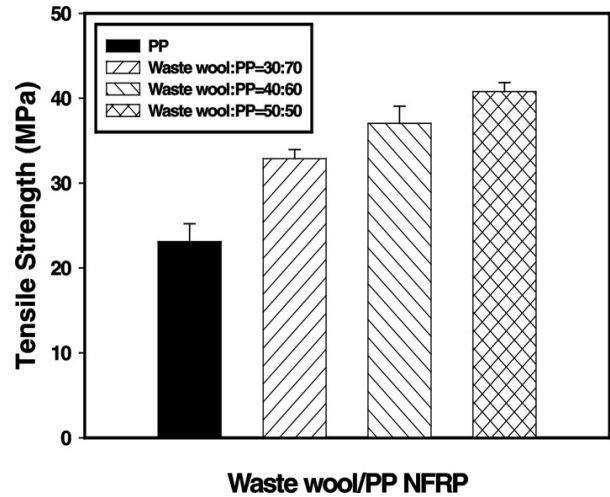 50
40
30
20
10
0
Tensile Strength (MPa)
PP
Waste wool:PP=30:70
Waste wool:PP=40:60
Waste wool:PP=50:50
Waste wool/PP NFRP